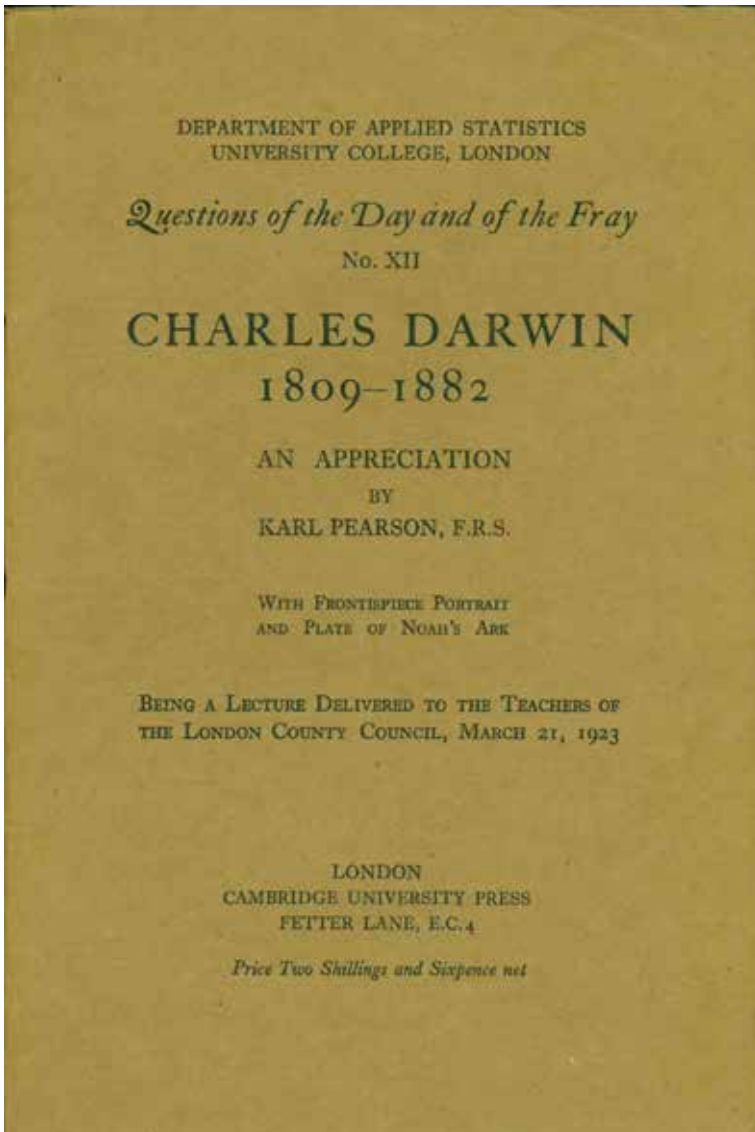 DEPARTMENT OF APPLIED STATISTICS
UNIVERSITY COLLEGE, LONDON
Questions of the Day and of the Fray
No. XII
CHARLES DARWIN
1809–1882
AN APPRECIATION
BY
KARL PEARSON, F.R.S.
With Frontispiece Portrait
and Plate of Noah's Ark
Being a Lecture Delivered to the Teachers of
the London County Council, March 21, 1923
LONDON
CAMBRIDGE UNIVERSITY PRESS
FETTER LANE, E.C. 4
Price Two Shillings and Sixpence net